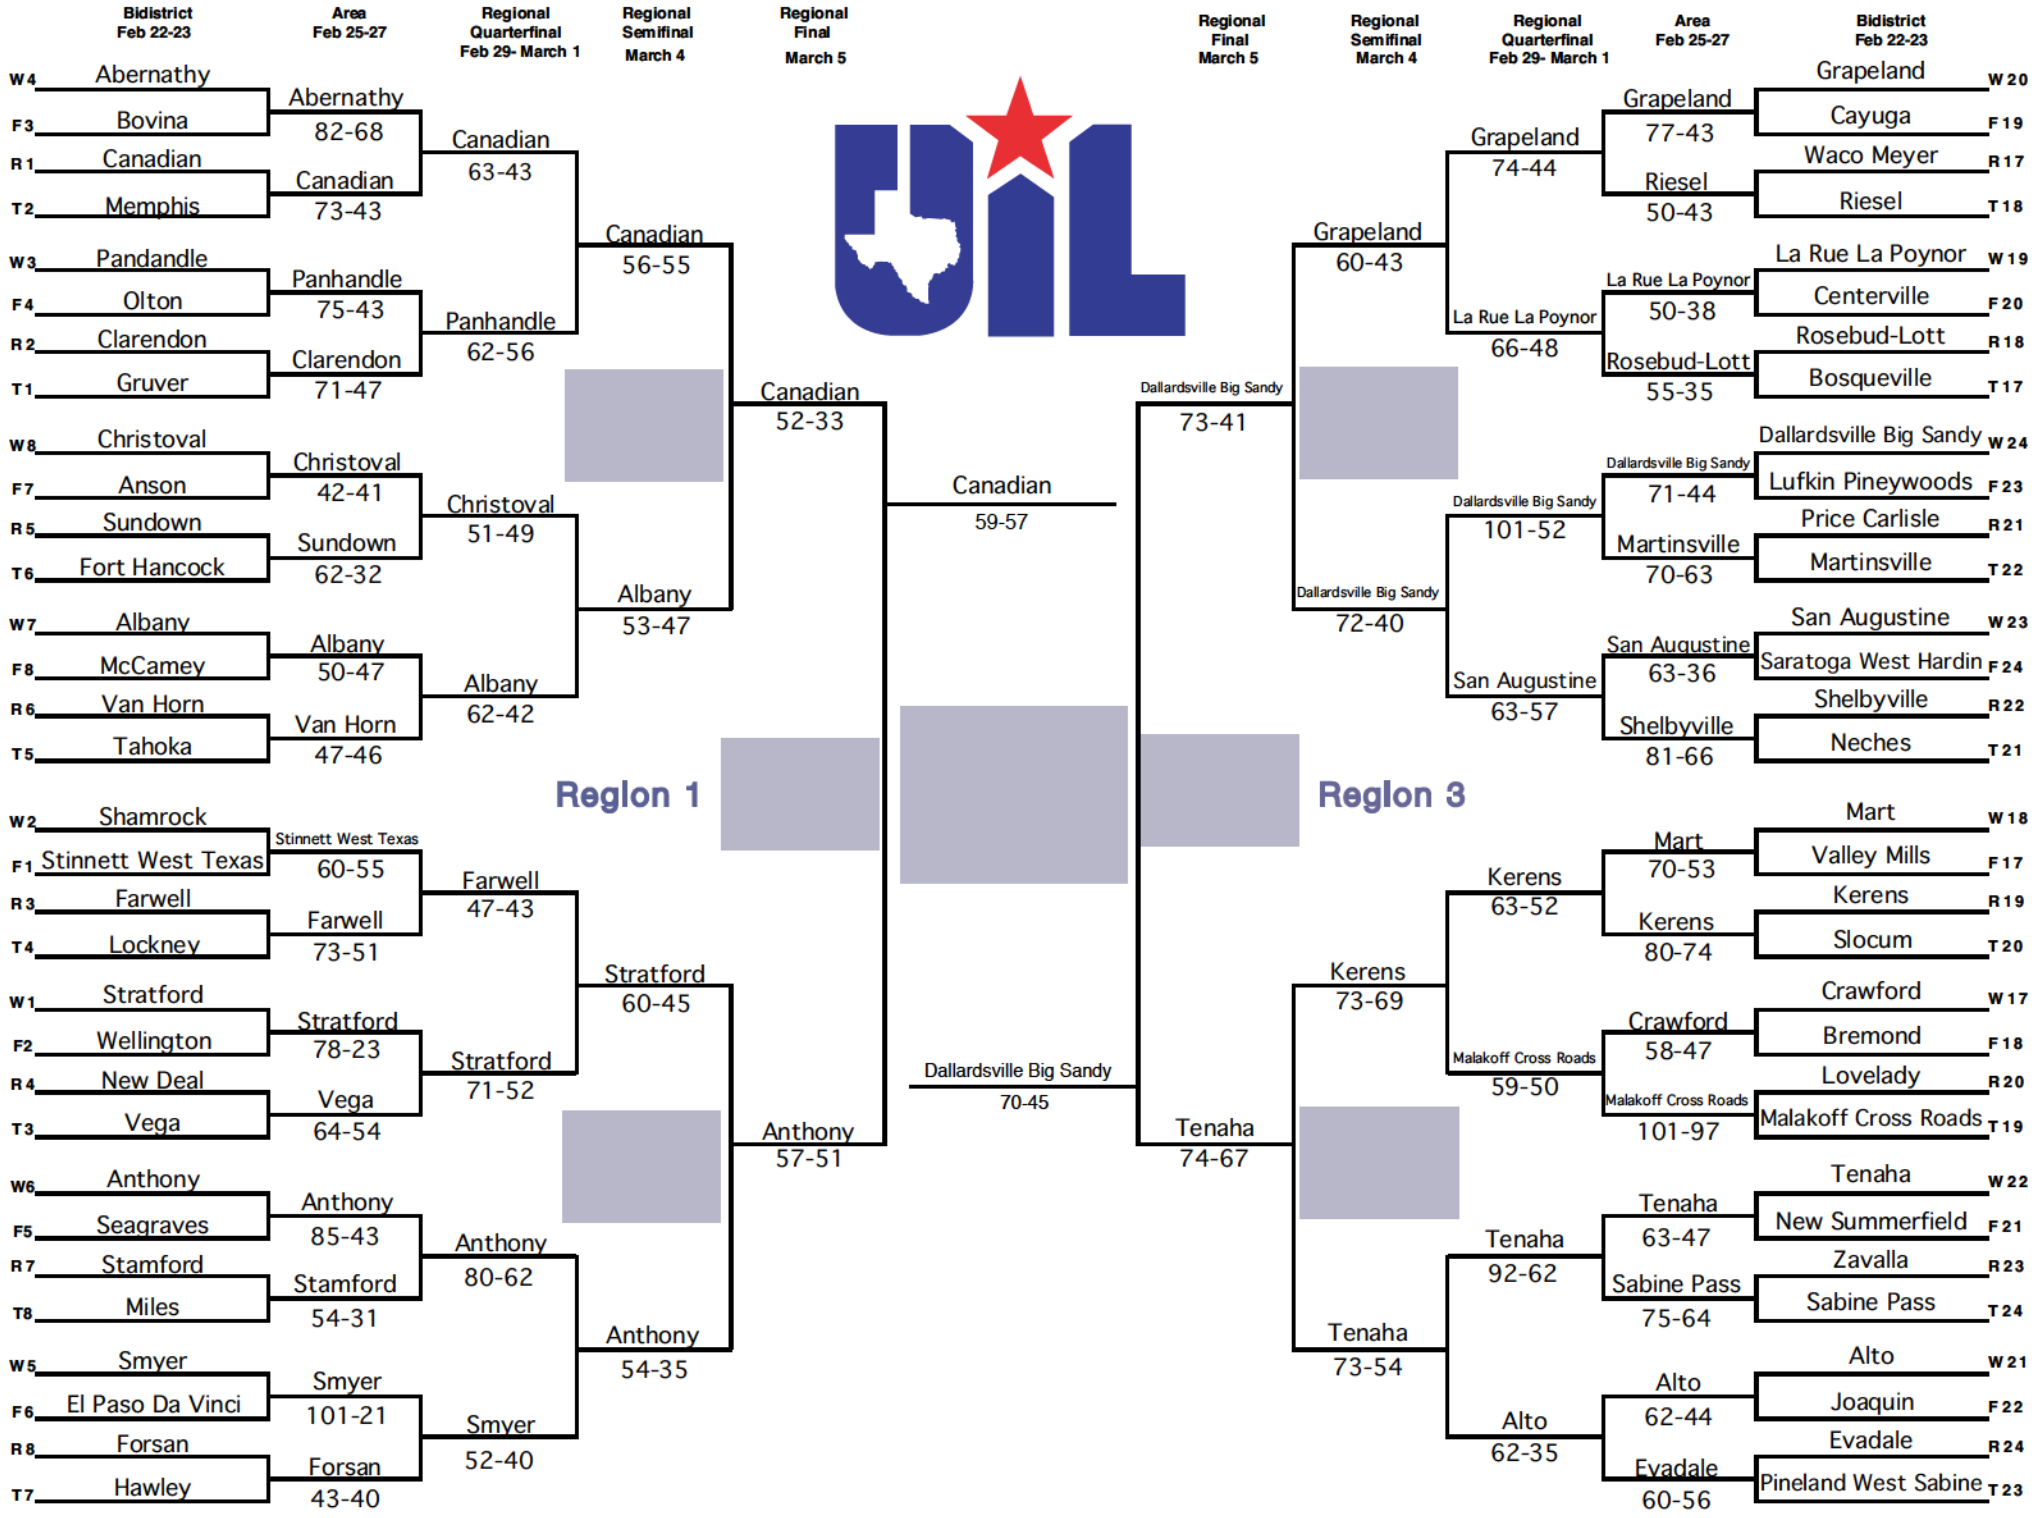 Bidistrict
Feb 22-23
Area
Feb 25-27
Regional
Quarterfinal
Feb 29- March 1
Regional
Semifinal
March 4
Regional
Final
March 5
W4 Abernathy
F3 Bovina
R1 Canadian
T2 Memphis
W3 Pandandle
F4 Olton
R2 Clarendon
T1 Gruver
W8 Christoval
F7 Anson
R5 Sundown
T6 Fort Hancock
W7 Albany
F8 McCamey
R6 Van Horn
T5 Tahoka
W2 Shamrock
F1 Stinnett West Texas
R3 Farwell
T4 Lockney
W1 Stratford
F2 Wellington
R4 New Deal
T3 Vega
W6 Anthony
F5 Seagraves
R7 Stamford
T8 Miles
W5 Smyer
F6 El Paso Da Vinci
R8 Forsan
T7 Hawley
Abernathy
82-68
Canadian
73-43
Panhandle
75-43
Clarendon
71-47
Christoval
42-41
Sundown
62-32
Albany
50-47
Van Horn
47-46
Stinnett West Texas
60-55
Farwell
73-51
Stratford
78-23
Vega
64-54
Anthony
85-43
Stamford
54-31
Smyer
101-21
Forsan
43-40
Canadian
63-43
Panhandle
62-56
Christoval
51-49
Albany
62-42
Farwell
47-43
Stratford
71-52
Anthony
80-62
Smyer
52-40
Canadian
56-55
Albany
53-47
Stratford
60-45
Anthony
54-35
Canadian
52-33
Anthony
57-51
Region 1
UIL
Canadian
59-57
Dallardsville Big Sandy
70-45
Regional
Final
March 5
Regional
Semifinal
March 4
Regional
Quarterfinal
Feb 29- March 1
Area
Feb 25-27
Bidistrict
Feb 22-23
Dallardsville Big Sandy
73-41
Tenaha
74-67
Region 3
Grapeland
60-43
Dallardsville Big Sandy
72-40
Kerens
73-69
Tenaha
73-54
Grapeland
74-44
La Rue La Poynor
66-48
Dallardsville Big Sandy
101-52
San Augustine
63-57
Kerens
63-52
Malakoff Cross Roads
59-50
Tenaha
92-62
Alto
62-35
Grapeland
77-43
Riesel
50-43
La Rue La Poynor
50-38
Rosebud-Lott
55-35
Dallardsville Big Sandy
71-44
Martinsville
70-63
San Augustine
63-36
Shelbyville
81-66
Mart
70-53
Kerens
80-74
Crawford
58-47
Malakoff Cross Roads
101-97
Tenaha
63-47
Sabine Pass
75-64
Alto
62-44
Evadale
60-56
Grapeland W20
Cayuga F19
Waco Meyer R17
Riesel T18
La Rue La Poynor W19
Centerville F20
Rosebud-Lott R18
Bosqueville T17
Dallardsville Big Sandy W24
Lufkin Pineywoods F23
Price Carlisle R21
Martinsville T22
San Augustine W23
Saratoga West Hardin F24
Shelbyville R22
Neches T21
Mart W18
Valley Mills F17
Kerens R19
Slocum T20
Crawford W17
Bremond F18
Lovelady R20
Malakoff Cross Roads T19
Tenaha W22
New Summerfield F21
Zavalla R23
Sabine Pass T24
Alto W21
Joaquin F22
Evadale R24
Pineland West Sabine T23